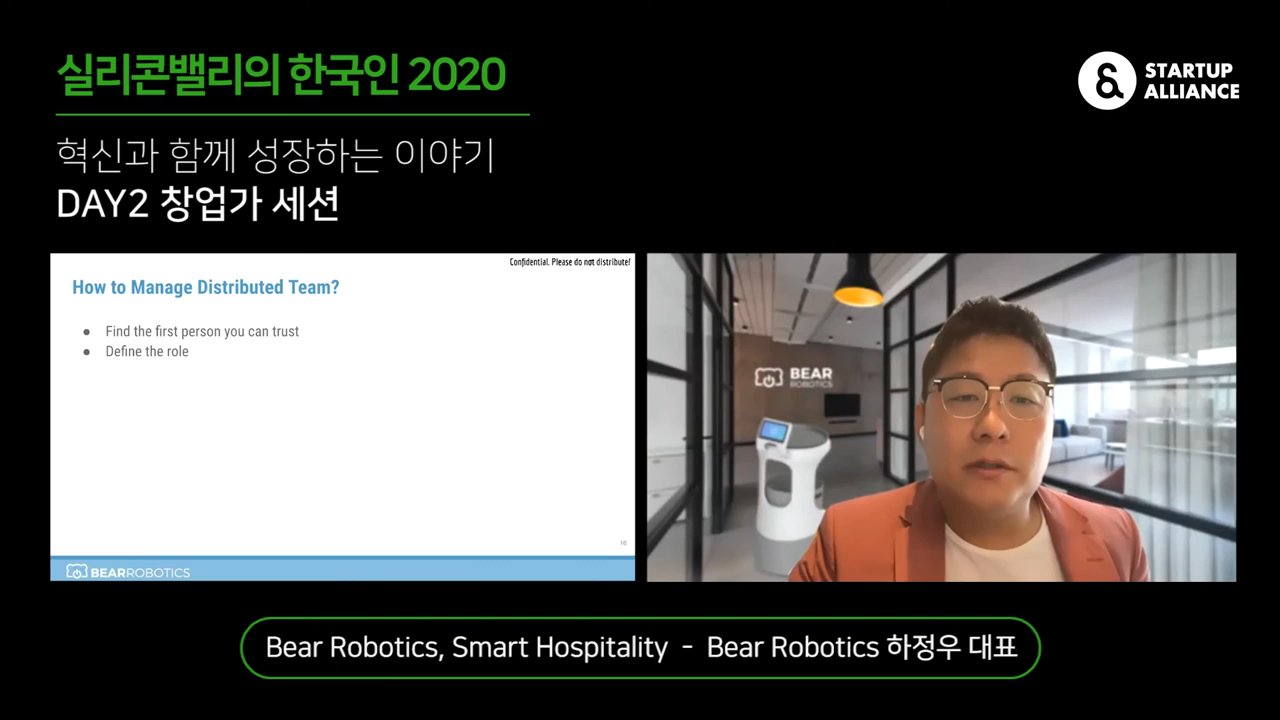 실리콘밸리의 한국인 2020
STARTUP
ALLIANCE
혁신과 함께 성장하는 이야기
DAY2 창업가 세션
Confidential. Please do not distribute!
How to Manage Distributed Team?
● Find the first person you can trust
● Define the role
16
BEARROBOTICS
BEAR
ROBOTICS
Bear Robotics, Smart Hospitality - Bear Robotics 하정우 대표